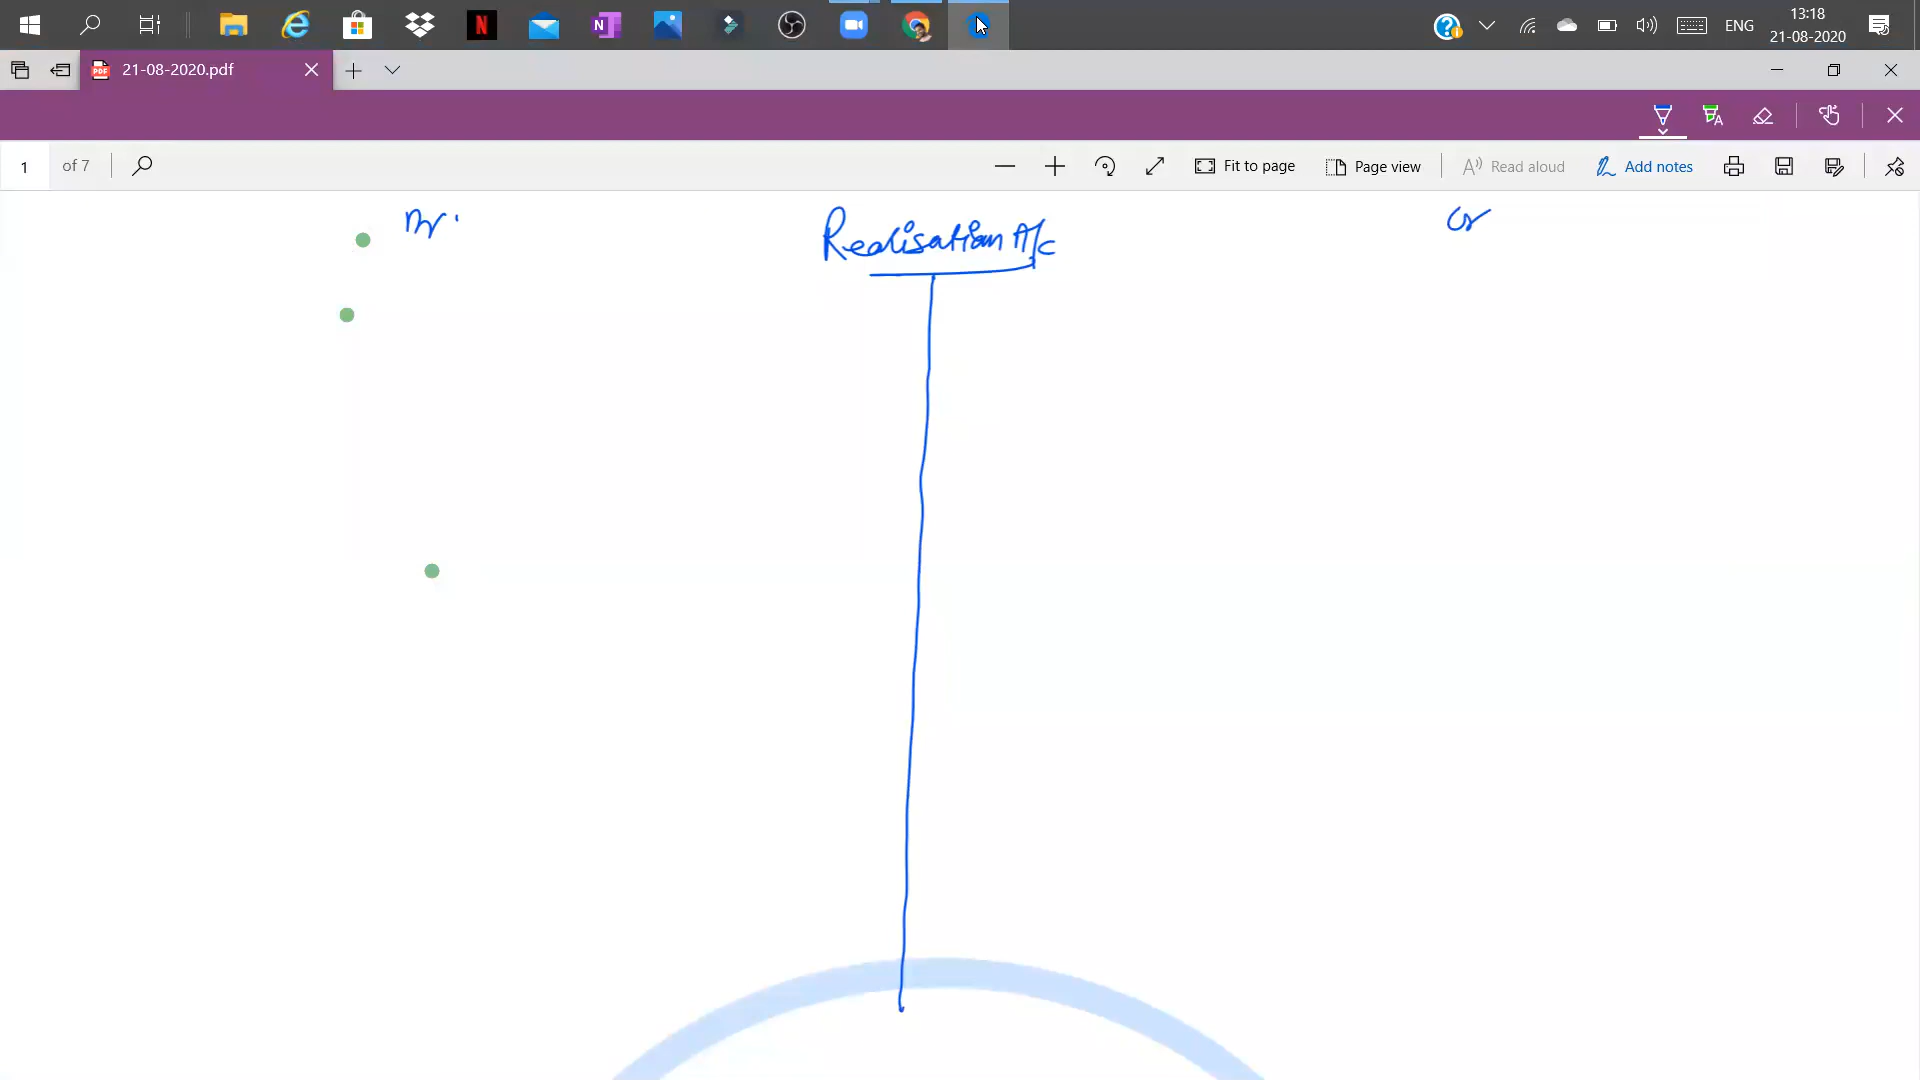 13:18
ENG
21-08-2020
21-08-2020.pdf
1 of 7
Fit to page
Page view
Read aloud
Add notes
Dr.
Realisation A/c
Cr